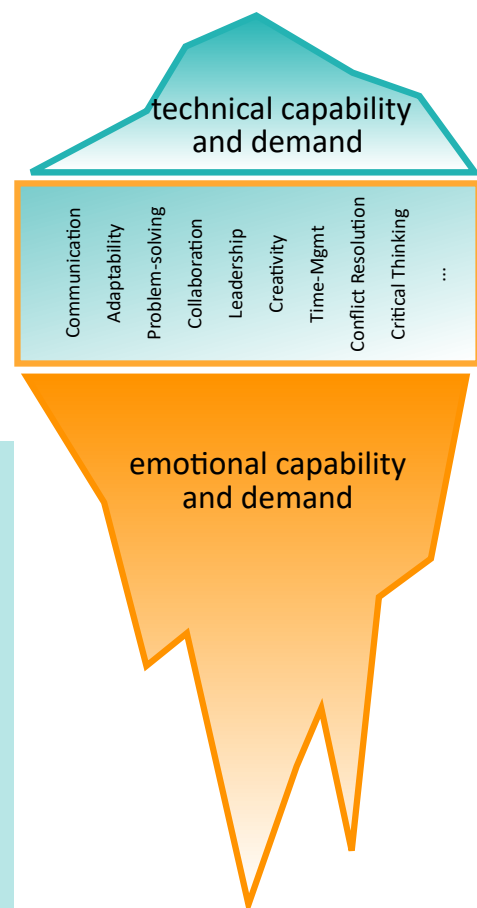 technical capability
and demand
Communication
Adaptability
Problem-solving
Collaboration
Leadership
Creativity
Time-Mgmt
Conflict Resolution
Critical Thinking
...
emotional capability
and demand